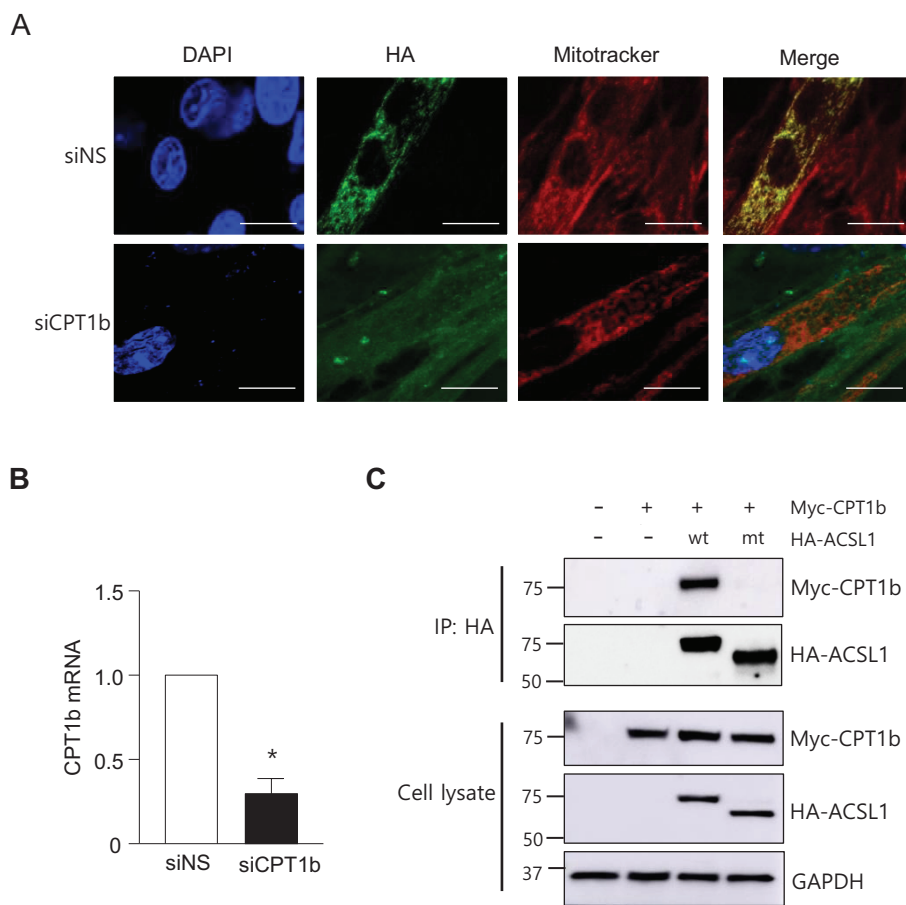 A
DAPI HA Mitotracker Merge
siNS
siCPT1b
B
1.5
1.0
0.5
0
CPT1b mRNA
*
siNS siCPT1b
C
- + + + Myc-CPT1b
- - wt mt HA-ACSL1
IP: HA
75 Myc-CPT1b
75
50
HA-ACSL1
Cell lysate
75 Myc-CPT1b
75
50
HA-ACSL1
37 GAPDH